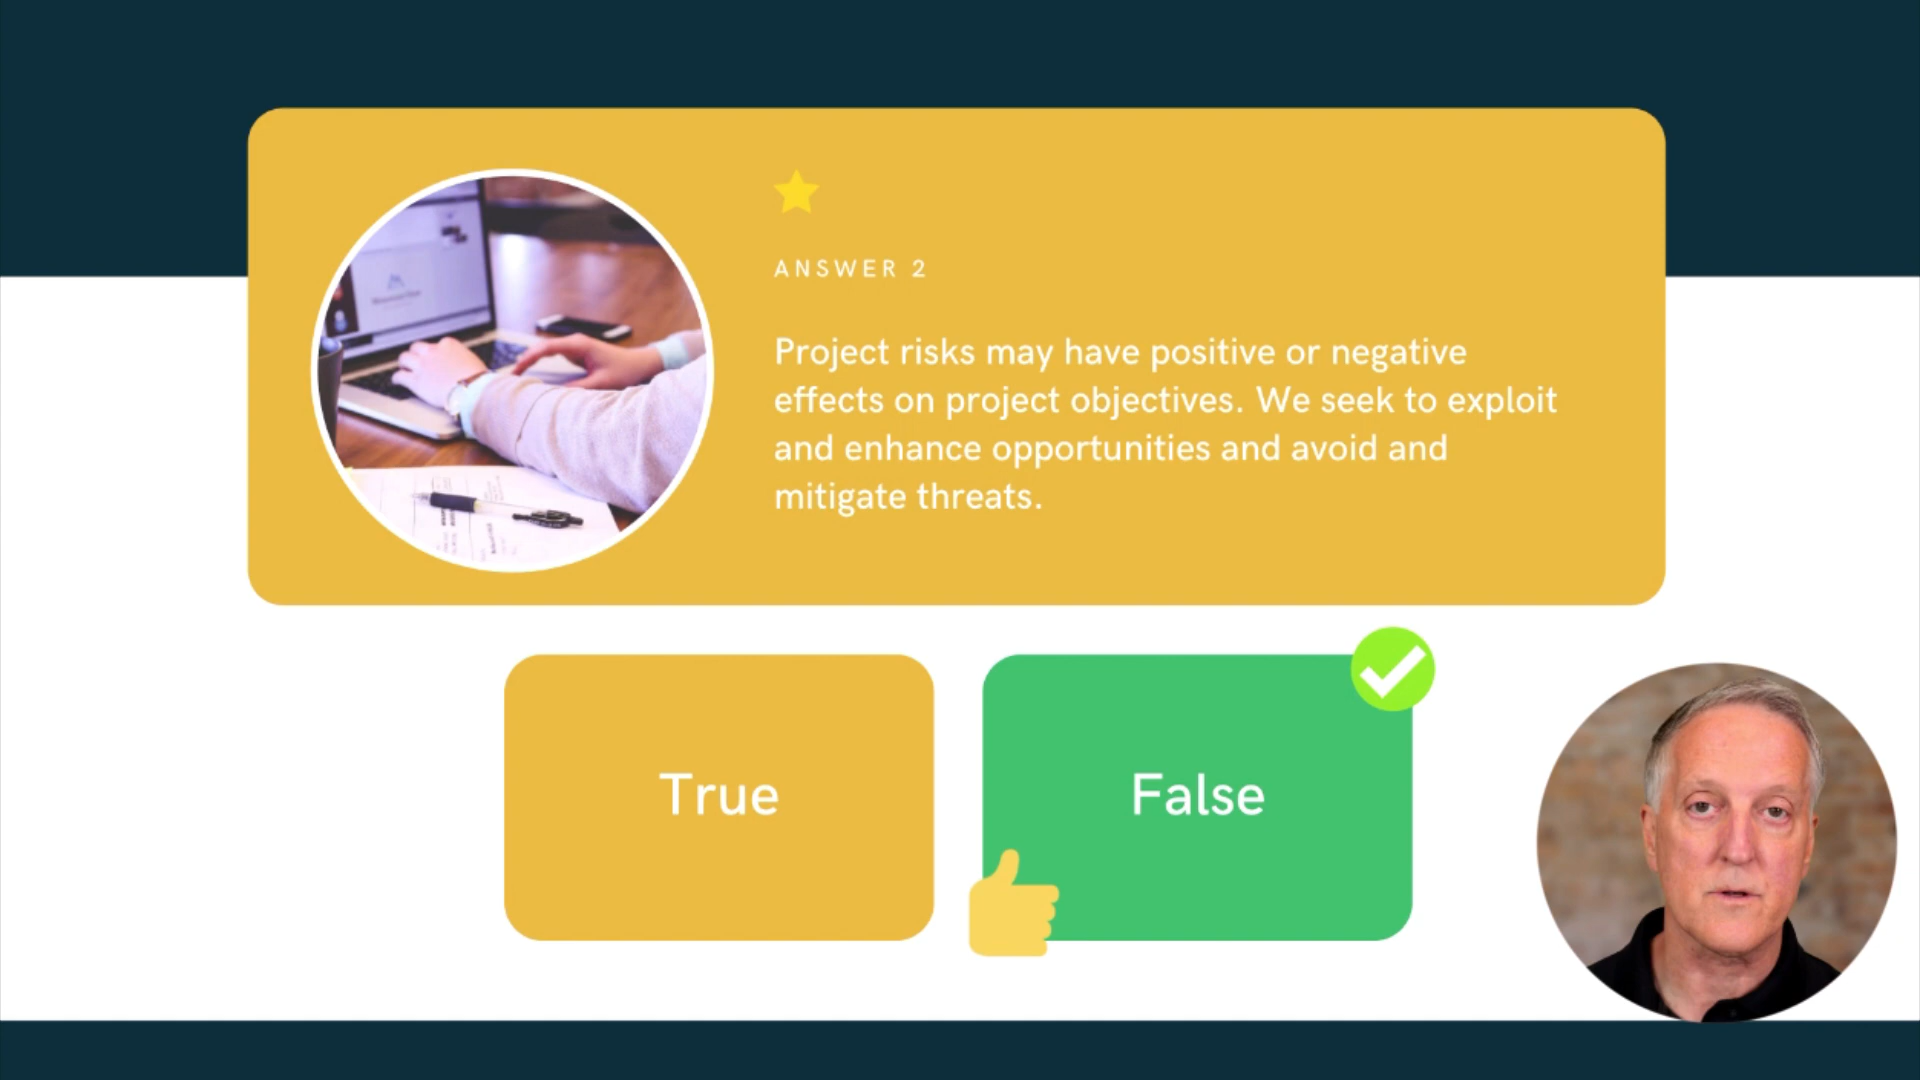 ANSWER 2
Project risks may have positive or negative
effects on project objectives. We seek to exploit
and enhance opportunities and avoid and
mitigate threats.
True
False